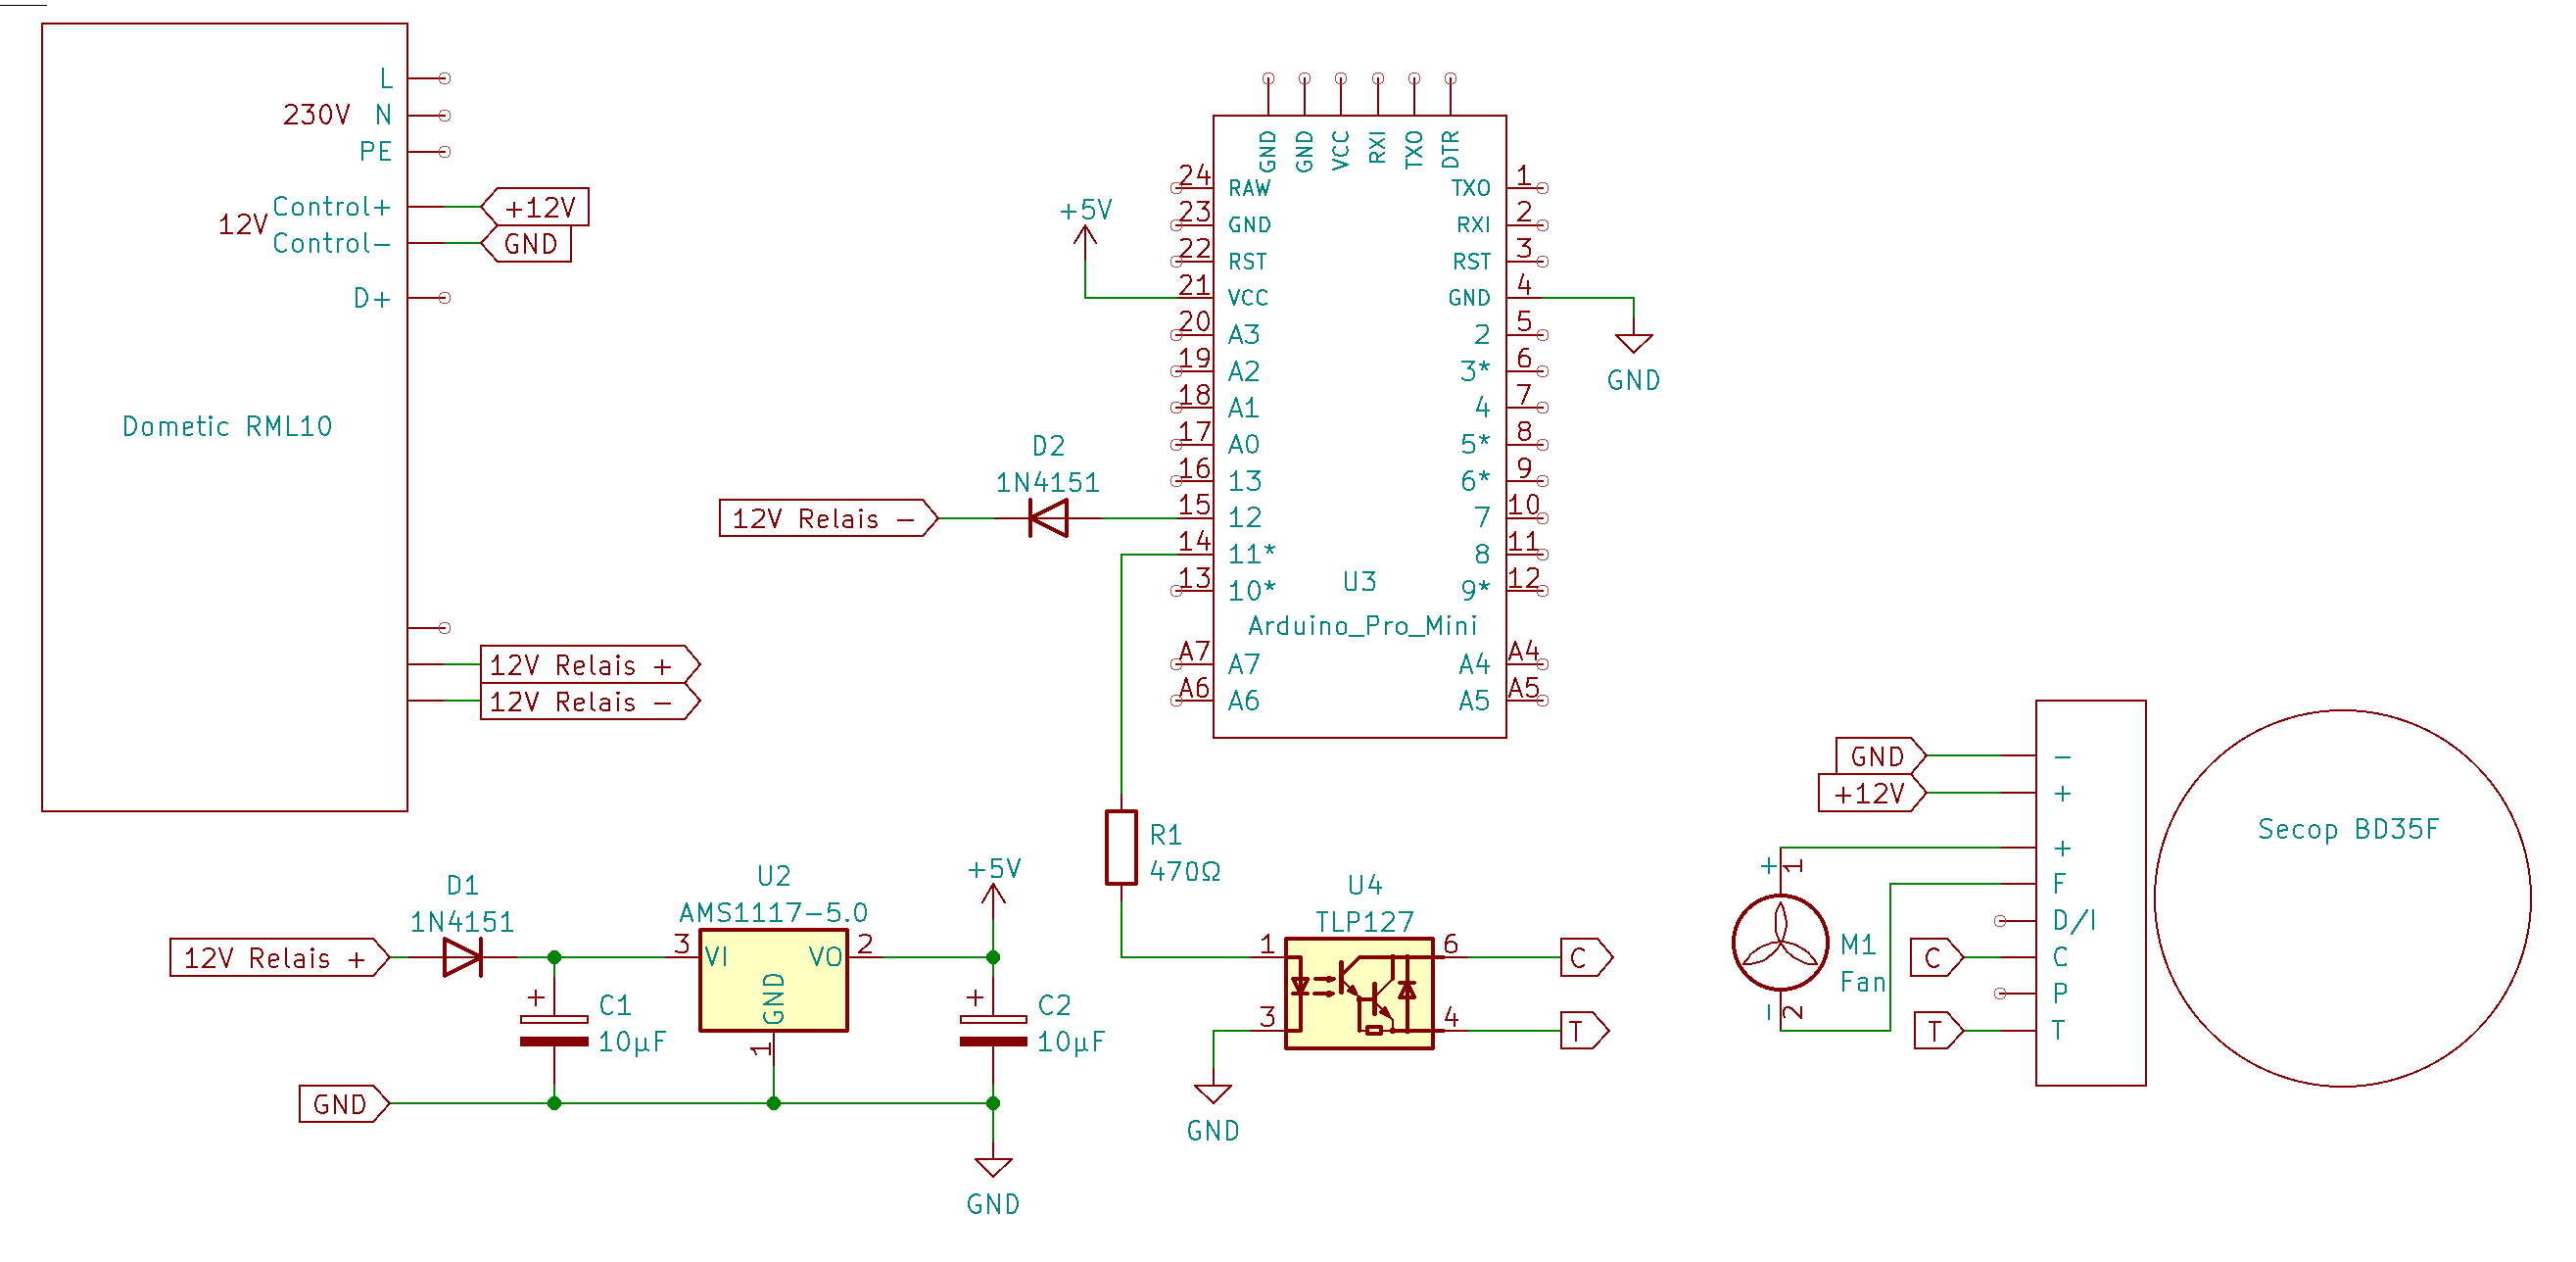 L
230V N
PE
Control+ +12V
12V
Control- GND
D+
Dometic RML10
12V Relais +
12V Relais -
GND GND VCC RXI TXO DTR
+5V
24 RAW TXO 1
23 GND RXI 2
22 RST RST 3
21 VCC GND 4
20 A3 2 5
19 A2 3* 6
18 A1 4 7
17 A0 5* 8
16 13 6* 9
15 12 7 10
14 11* 8 11
13 10* 9* 12
A7 A7 A4 A4
A6 A6 A5 A5
U3
Arduino_Pro_Mini
GND
D2
1N4151
12V Relais -
R1
470Ω
D1
1N4151
12V Relais +
U2
AMS1117-5.0
3 VI VO 2
GND
1
+5V
+ C1
10µF
+ C2
10µF
GND
GND
U4
TLP127
1 6 C
3 4 T
GND
GND -
+12V +
+
F
D/I
C C
P
T T
+ 1
M1
Fan
- 2
Secop BD35F